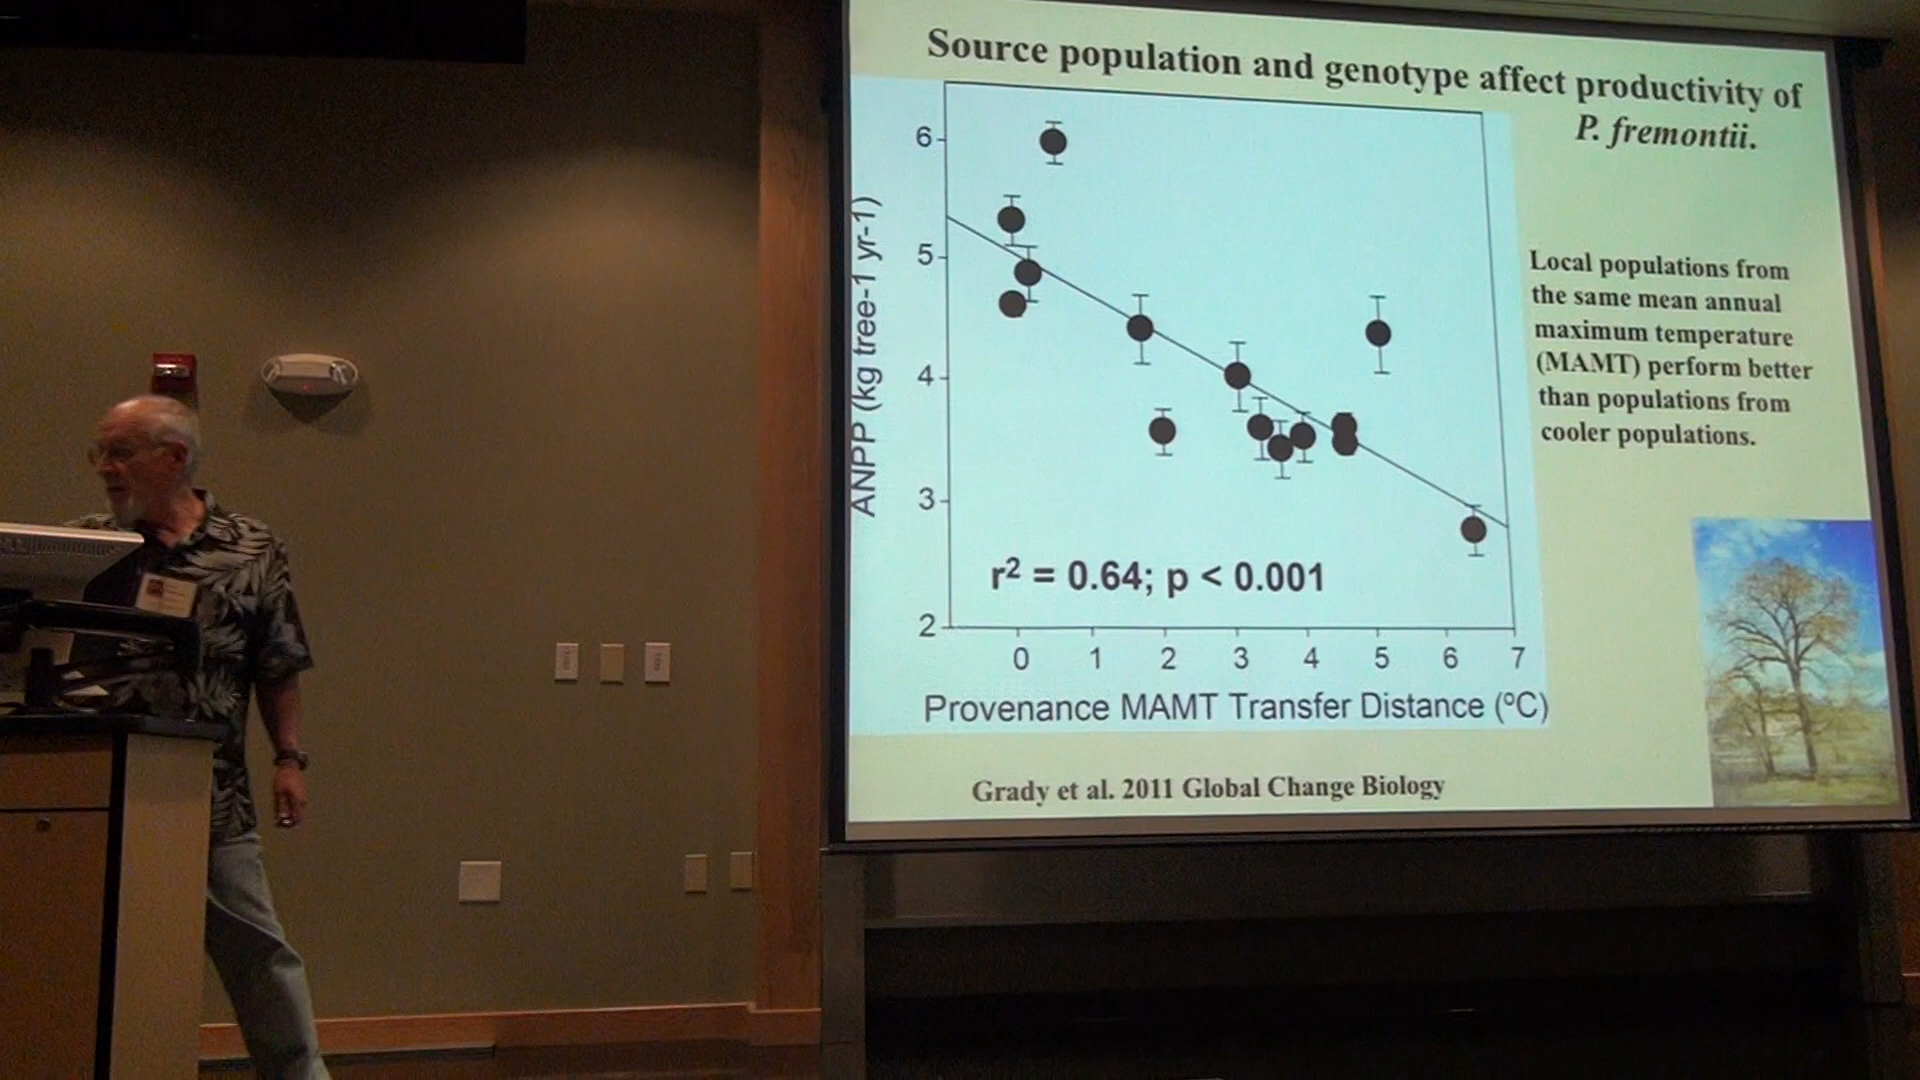 Source population and genotype affect productivity of
P. fremontii.
6
5
4
3
2
ANPP (kg tree-1 yr-1)
r² = 0.64; p < 0.001
0 1 2 3 4 5 6 7
Provenance MAMT Transfer Distance (ºC)
Local populations from
the same mean annual
maximum temperature
(MAMT) perform better
than populations from
cooler populations.
Grady et al. 2011 Global Change Biology